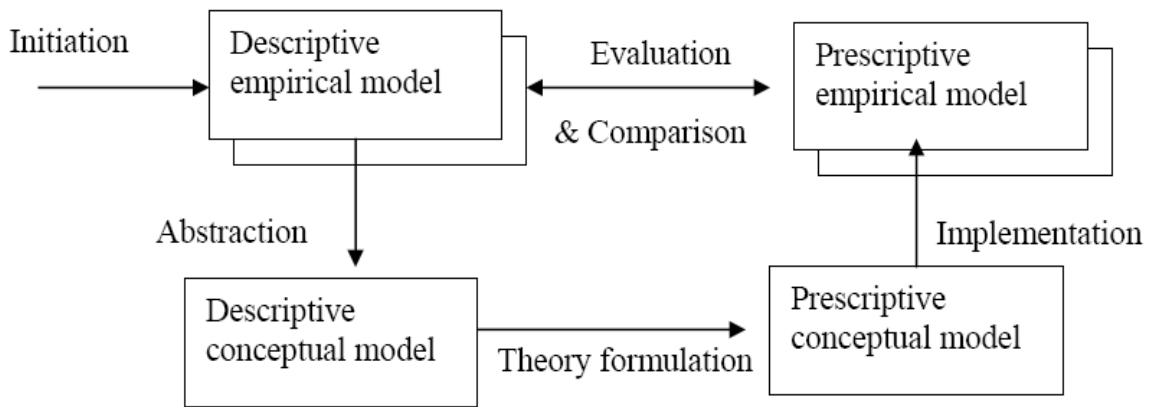 Initiation
Descriptive
empirical model
Evaluation
& Comparison
Prescriptive
empirical model
Abstraction
Implementation
Descriptive
conceptual model
Theory formulation
Prescriptive
conceptual model